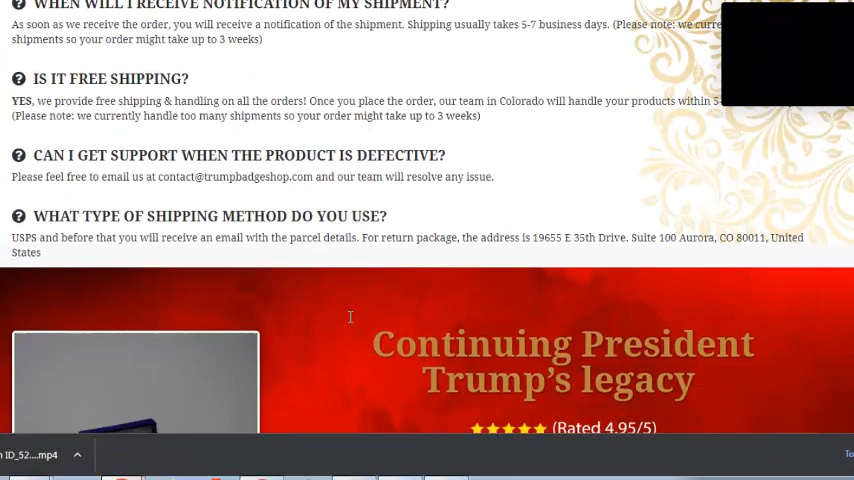 WHEN WILL I RECEIVE NOTIFICATION OF MY SHIPMENT?
As soon as we receive the order, you will receive a notification of the shipment. Shipping usually takes 5-7 business days. (Please note: we
shipments so your order might take up to 3 weeks)
IS IT FREE SHIPPING?
YES, we provide free shipping & handling on all the orders! Once you place the order, our team in Colorado will handle your products within 5-
(Please note: we currently handle too many shipments so your order might take up to 3 weeks)
CAN I GET SUPPORT WHEN THE PRODUCT IS DEFECTIVE?
Please feel free to email us at contact@trumpbadgeshop.com and our team will resolve any issue.
WHAT TYPE OF SHIPPING METHOD DO YOU USE?
USPS and before that you will receive an email with the parcel details. For return package, the address is 19655 E 35th Drive. Suite 100 Aurora, CO 80011, United
States
Continuing President
Trump's legacy
(Rated 4.95/5)
n ID_52....mp4
To